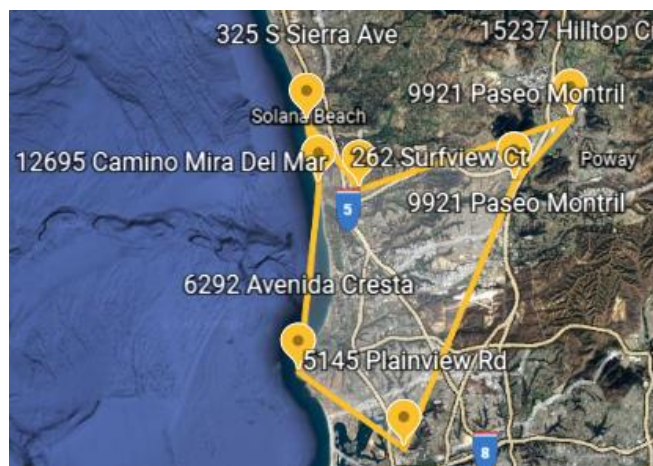 325 S Sierra Ave
15237 Hilltop Ci
9921 Paseo Montril
Solana Beach
12695 Camino Mira Del Mar
262 Surfview Ct
Poway
9921 Paseo Montril
5
6292 Avenida Cresta
5145 Plainview Rd
8